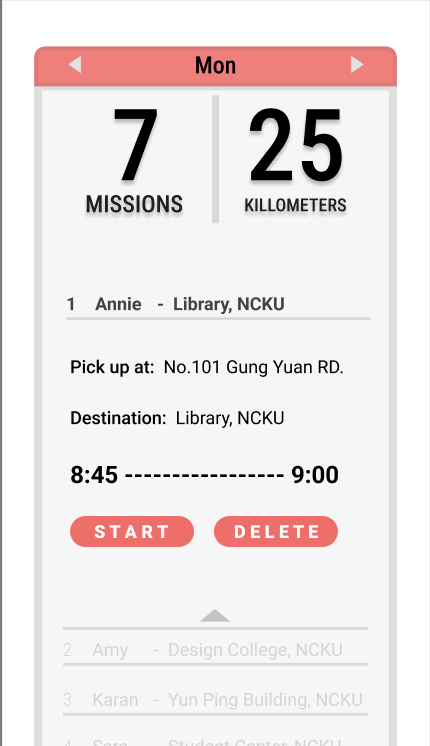 Mon
7 25
MISSIONS KILLOMETERS
1 Annie - Library, NCKU
Pick up at: No.101 Gung Yuan RD.
Destination: Library, NCKU
8:45 ----------------- 9:00
START DELETE
2 Amy - Design College, NCKU
3 Karan - Yun Ping Building, NCKU
4 Sara - Student Center, NCKU